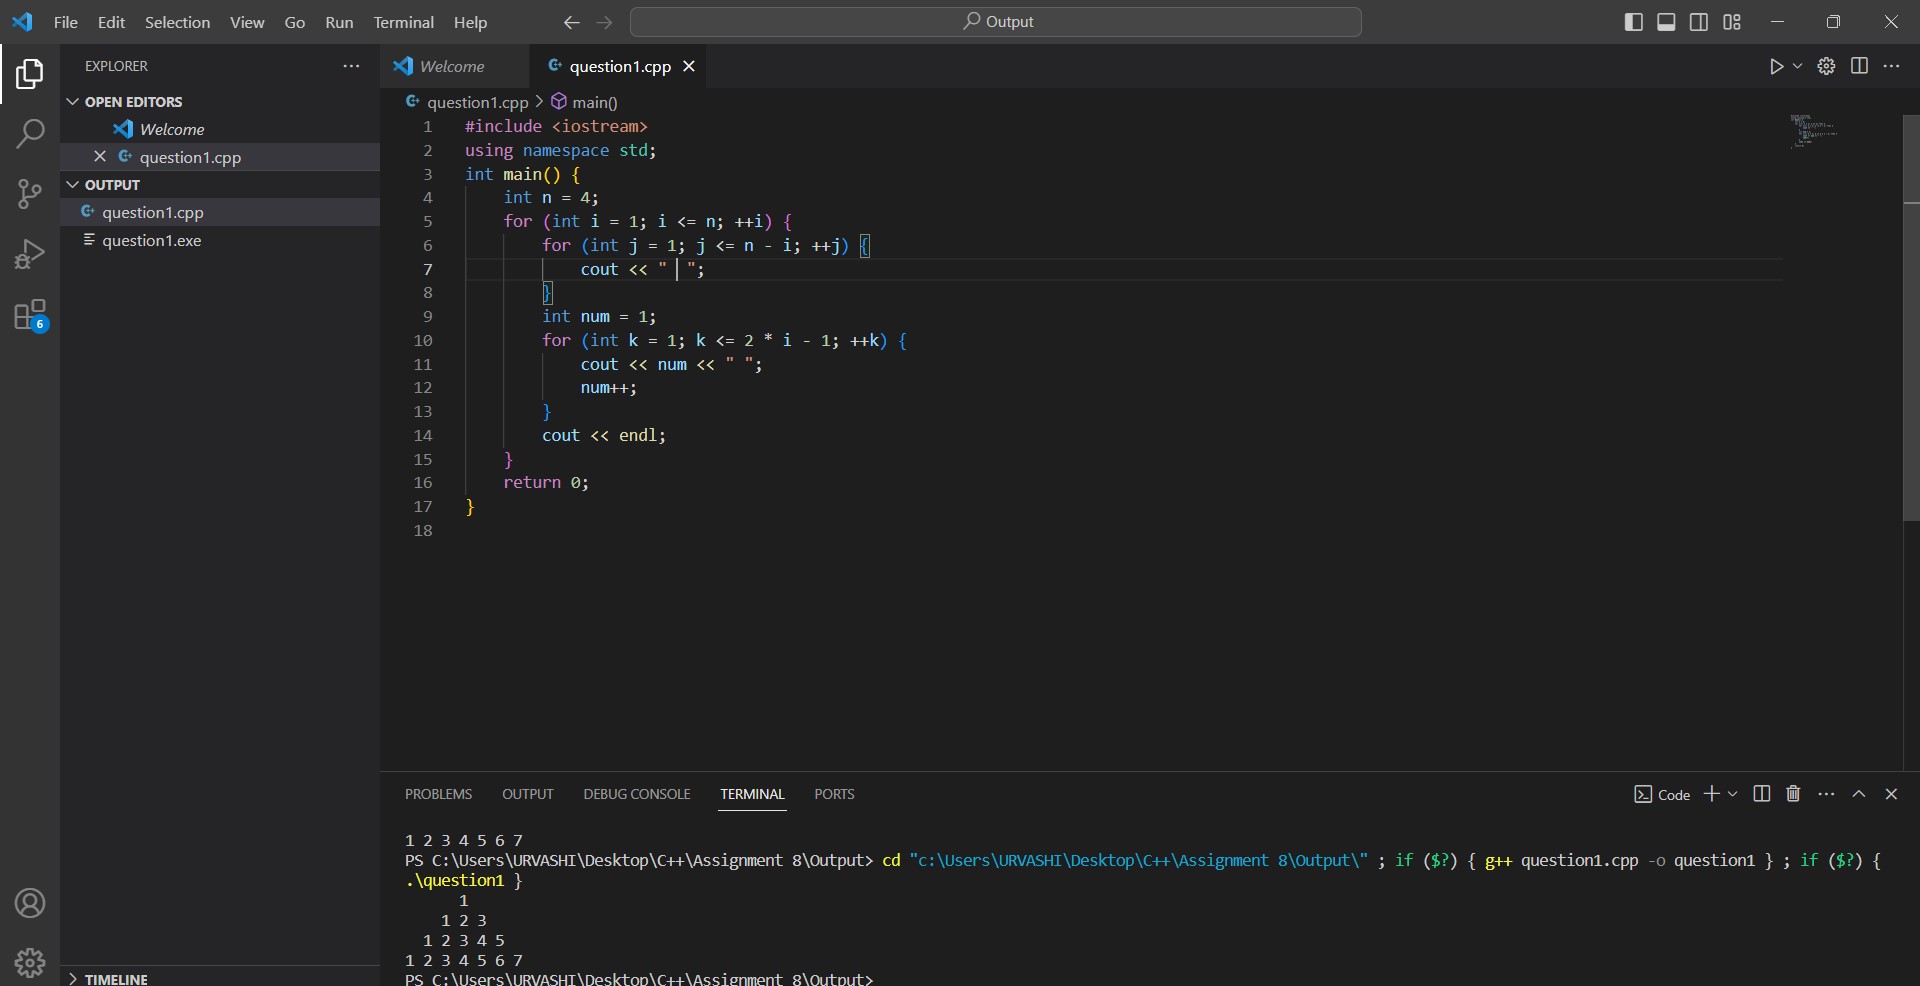 File Edit Selection View Go Run Terminal Help
Output
EXPLORER
OPEN EDITORS
Welcome
question1.cpp
OUTPUT
question1.cpp
question1.exe
6
TIMELINE
Welcome question1.cpp
question1.cpp > main()
1 #include <iostream>
2 using namespace std;
3 int main() {
4     int n = 4;
5     for (int i = 1; i <= n; ++i) {
6         for (int j = 1; j <= n - i; ++j) {
7             cout << "  ";
8         }
9         int num = 1;
10         for (int k = 1; k <= 2 * i - 1; ++k) {
11             cout << num << " ";
12             num++;
13         }
14         cout << endl;
15     }
16     return 0;
17 }
18
PROBLEMS OUTPUT DEBUG CONSOLE TERMINAL PORTS
Code
1 2 3 4 5 6 7
PS C:\Users\URVASHI\Desktop\C++\Assignment 8\Output> cd "c:\Users\URVASHI\Desktop\C++\Assignment 8\Output\" ; if ($?) { g++ question1.cpp -o question1 } ; if ($?) {
.\question1 }
      1
    1 2 3
  1 2 3 4 5
1 2 3 4 5 6 7
PS C:\Users\URVASHI\Desktop\C++\Assignment 8\Output>